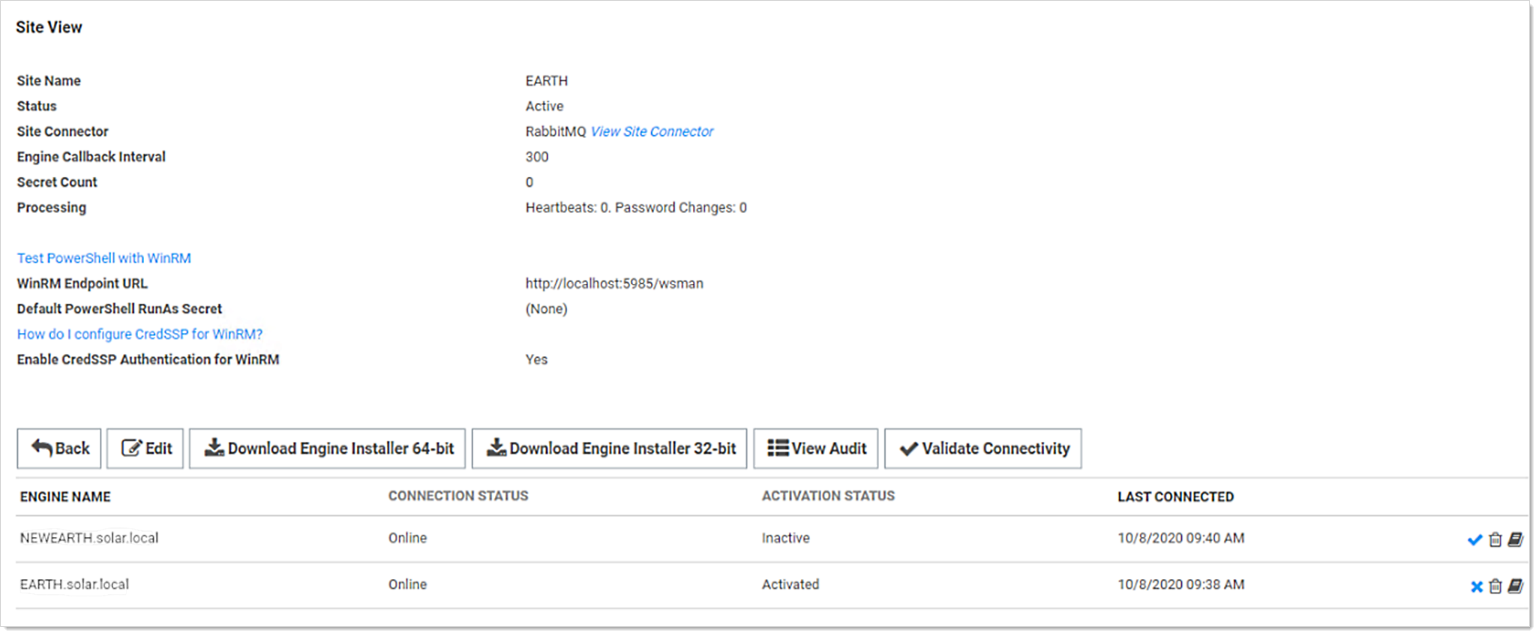 Site View
Site Name EARTH
Status Active
Site Connector RabbitMQ View Site Connector
Engine Callback Interval 300
Secret Count 0
Processing Heartbeats: 0. Password Changes: 0
Test PowerShell with WinRM
WinRM Endpoint URL http://localhost:5985/wsman
Default PowerShell RunAs Secret (None)
How do I configure CredSSP for WinRM?
Enable CredSSP Authentication for WinRM Yes
Back Edit Download Engine Installer 64-bit Download Engine Installer 32-bit View Audit Validate Connectivity
ENGINE NAME CONNECTION STATUS ACTIVATION STATUS LAST CONNECTED
NEWEARTH.solar.local Online Inactive 10/8/2020 09:40 AM
EARTH.solar.local Online Activated 10/8/2020 09:38 AM